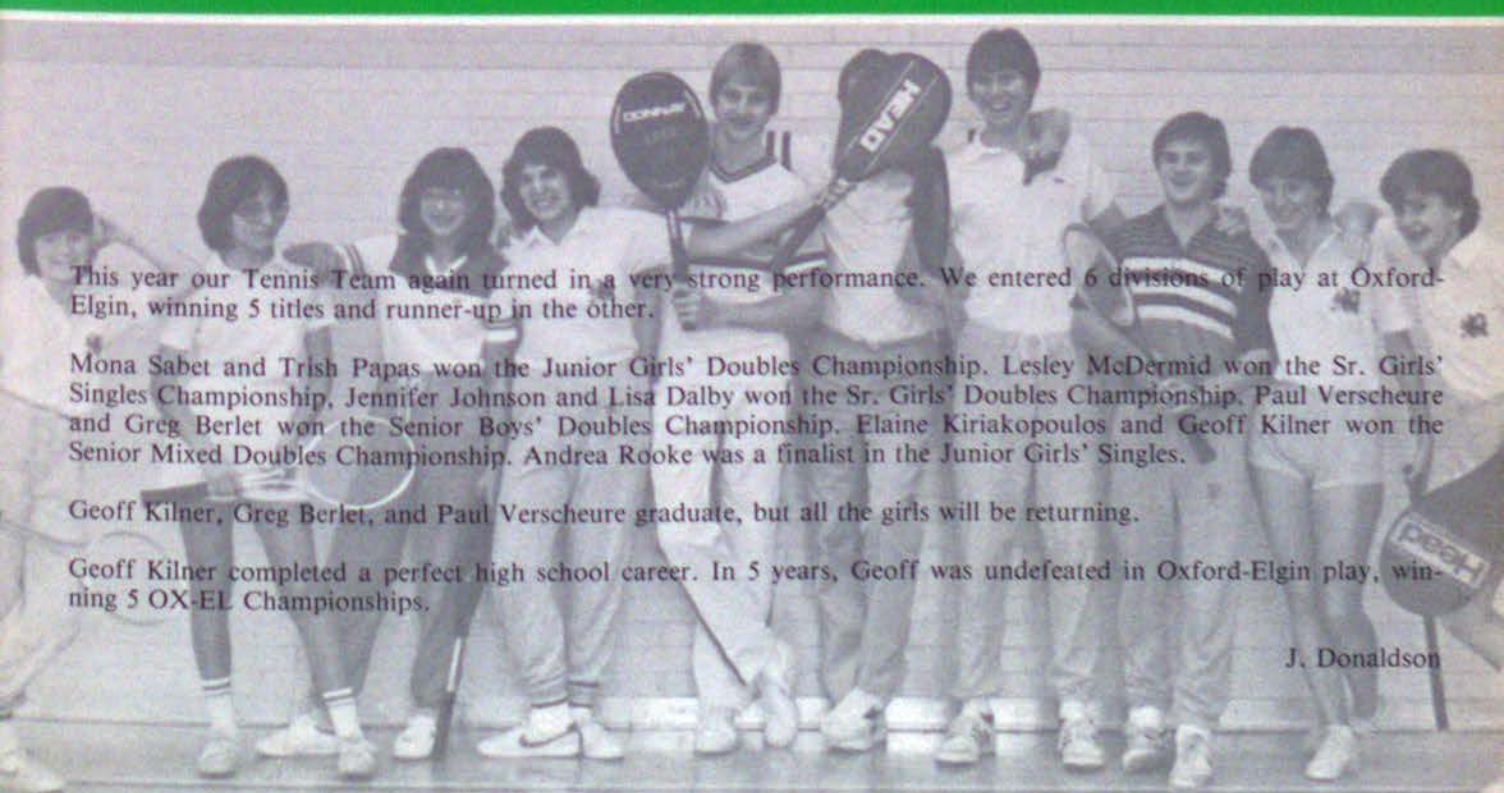 DONNAY
HEAD
This year our Tennis Team again turned in a very strong performance. We entered 6 divisions of play at Oxford-
Elgin, winning 5 titles and runner-up in the other.
Mona Sabet and Trish Papas won the Junior Girls' Doubles Championship. Lesley McDermid won the Sr. Girls'
Singles Championship, Jennifer Johnson and Lisa Dalby won the Sr. Girls' Doubles Championship. Paul Verscheure
and Greg Berlet won the Senior Boys' Doubles Championship. Elaine Kiriakopoulos and Geoff Kilner won the
Senior Mixed Doubles Championship. Andrea Rooke was a finalist in the Junior Girls' Singles.
Geoff Kilner, Greg Berlet, and Paul Verscheure graduate, but all the girls will be returning.
Head
Geoff Kilner completed a perfect high school career. In 5 years, Geoff was undefeated in Oxford-Elgin play, win-
ning 5 OX-EL Championships.
J. Donaldson